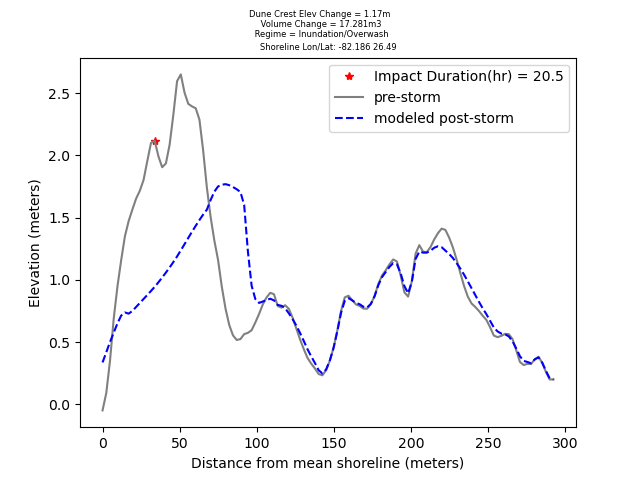 Dune Crest Elev Change = 1.17m
Volume Change = 17.281m3
Regime = Inundation/Overwash
Shoreline Lon/Lat: -82.186 26.49
Impact Duration(hr) = 20.5
pre-storm
modeled post-storm
Elevation (meters)
2.5
2.0
1.5
1.0
0.5
0.0
0 50 100 150 200 250 300
Distance from mean shoreline (meters)